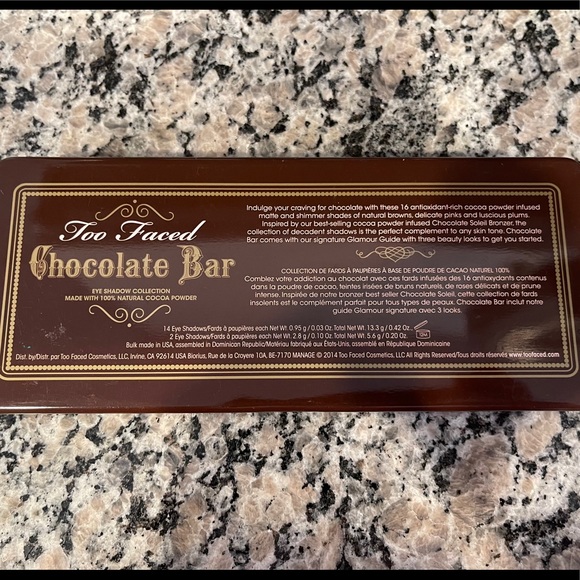 Too Faced
Chocolate Bar
EYE SHADOW COLLECTION
MADE WITH 100% NATURAL COCOA POWDER
Indulge your craving for chocolate with these 16 antioxidant-rich cocoa powder infused
matte and shimmer shades of natural browns, delicate pinks and luscious plums.
Inspired by our best-selling cocoa powder infused Chocolate Soleil Bronzer, the
collection of decadent shadows is the perfect complement to any skin tone. Chocolate
Bar comes with our signature Glamour Guide with three beauty looks to get you started.
COLLECTION DE FARDS À PAUPIÈRES À BASE DE POUDRE DE CACAO NATUREL 100%
Comblez votre addiction au chocolat avec ces fards infusées des 16 antioxydants contenus
dans la poudre de cacao, teintes irisées de bruns naturels, de roses délicats et de prune
intense. Inspirée de notre bronzer best seller Chocolate Soleil, cette collection de fards
insolents est le complément parfait pour tous types de peaux. Chocolate Bar inclut notre
guide Glamour signature avec 3 looks.
14 Eye Shadows/Fards à paupières each Net Wt. 0.95 g / 0.03 Oz. Total Net Wt. 13.3 g / 0.42 Oz.
2 Eye Shadows/Fards à paupières each Net Wt. 2.8 g / 0.10 Oz. Total Net Wt. 5.6 g / 0.20 Oz.
12M
Bulk made in USA, assembled in Dominican Republic/Matériau fabriqué aux États-Unis, assemblé en République Dominicaine
Dist. by/Distr. par Too Faced Cosmetics, LLC, Irvine, CA 92614 USA Biorius, Rue de la Croyere 10A, BE-7170 MANAGE © 2014 Too Faced Cosmetics, LLC All Rights Reserved/Tous droits réservés www.toofaced.com